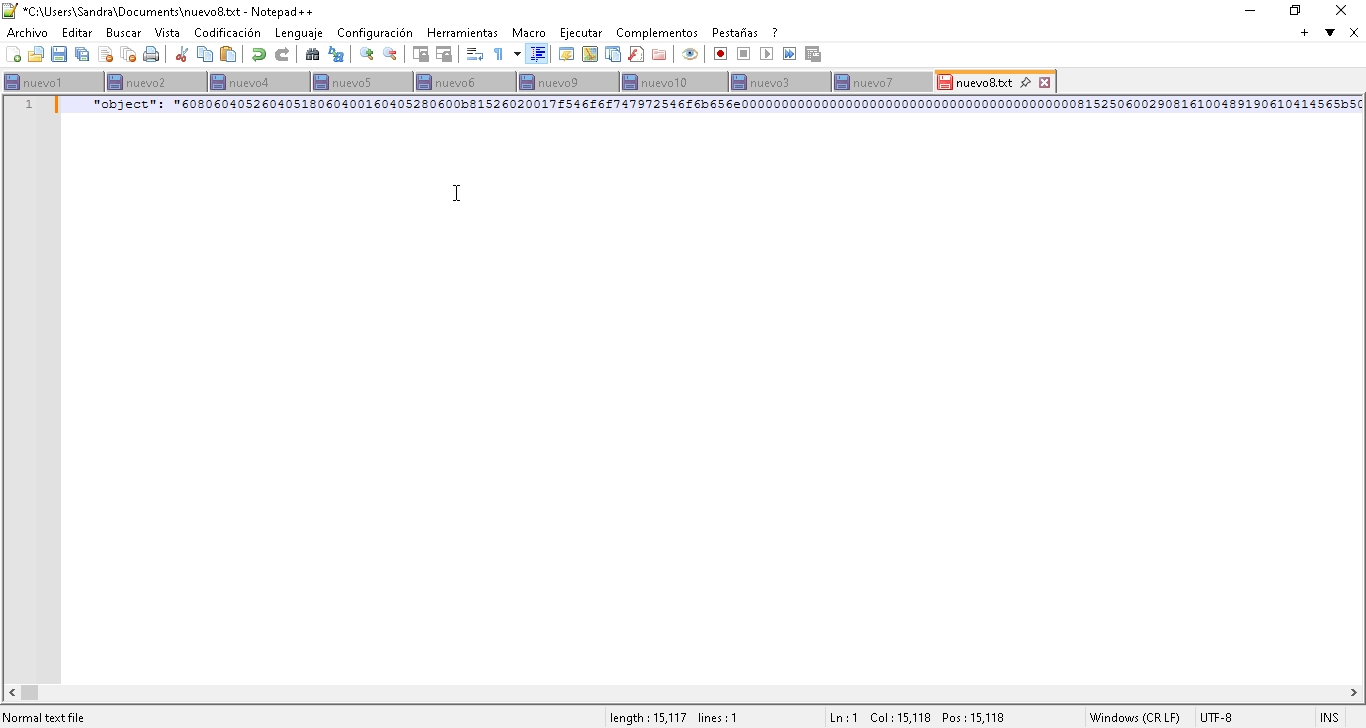 *C:\Users\Sandra\Documents\nuevo8.txt - Notepad++
Archivo Editar Buscar Vista Codificación Lenguaje Configuración Herramientas Macro Ejecutar Complementos Pestañas ?
nuevo1 nuevo2 nuevo4 nuevo5 nuevo6 nuevo9 nuevo10 nuevo3 nuevo7 nuevo8.txt
1 "object":
Normal text file length : 15,117 lines : 1 Ln : 1 Col : 15,118 Pos : 15,118 Windows (CR LF) UTF-8 INS